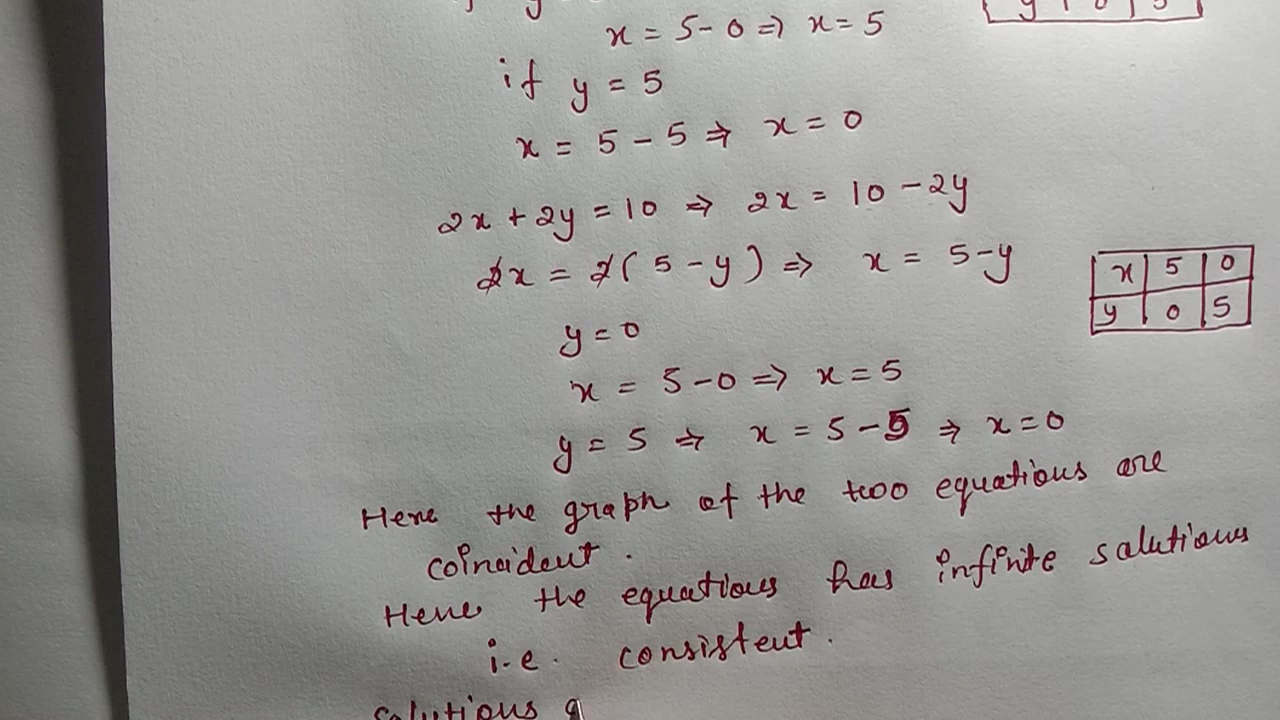 x = 5-0 ⇒ x=5
if y = 5
x = 5 - 5 ⇒ x = 0
2x + 2y = 10 ⇒ 2x = 10 - 2y
2x = 2( 5 - y ) ⇒ x = 5-y
x 5 0
y 0 5
y = 0
x = 5-0 ⇒ x=5
y = 5 ⇒ x = 5-5 ⇒ x=0
Here the graph of the two equations are
coincident.
Hence the equations has infinite solutions
i.e. consistent.
solutions